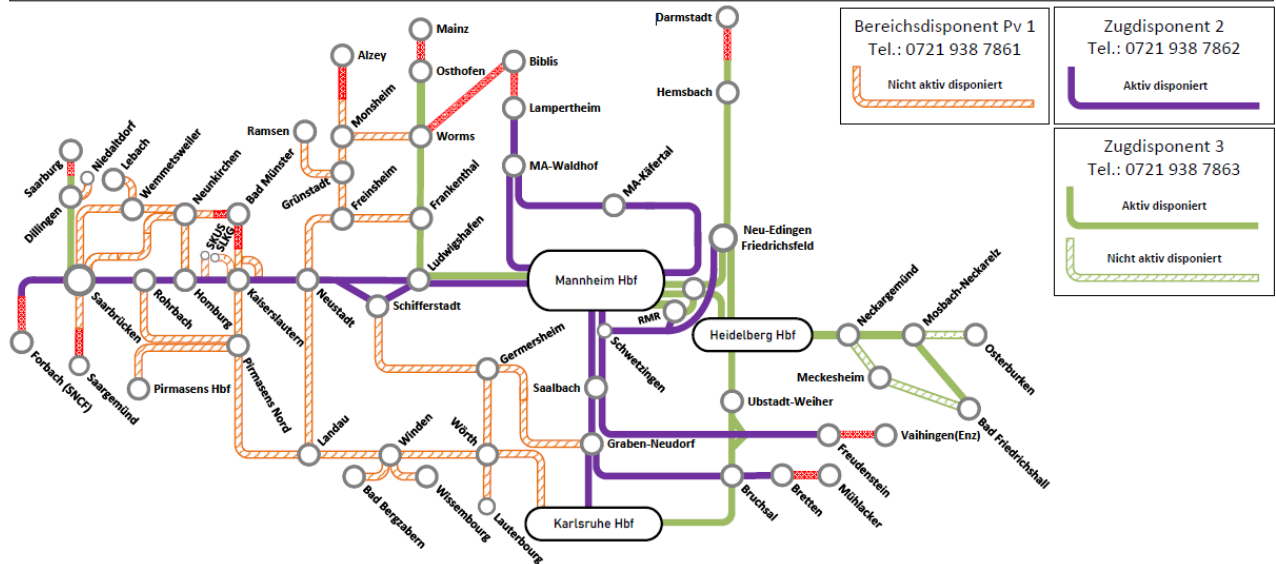 Bereichsdisponent Pv 1
Tel.: 0721 938 7861
Nicht aktiv disponiert
Zugdisponent 2
Tel.: 0721 938 7862
Aktiv disponiert
Zugdisponent 3
Tel.: 0721 938 7863
Aktiv disponiert
Nicht aktiv disponiert
Darmstadt
Mainz
Alzey
Osthofen
Biblis
Hemsbach
Lampertheim
Monsheim
Ramsen
Worms
Saarburg
Niedaltdorf
Lebach
Wemmetsweiler
Neunkirchen
Bad Münster
Grünstadt
Freinsheim
Frankenthal
MA-Waldhof
MA-Käfertal
Dillingen
SKUS
SLKG
Ludwigshafen
Neu-Edingen
Friedrichsfeld
Mannheim Hbf
Saarbrücken
Rohrbach
Homburg
Kaiserslautern
Neustadt
Schifferstadt
RMR
Schwetzingen
Heidelberg Hbf
Neckargemünd
Mosbach-Neckarelz
Osterburken
Meckesheim
Bad Friedrichshall
Forbach (SNCF)
Saargemünd
Pirmasens Hbf
Pirmasens Nord
Germersheim
Saalbach
Ubstadt-Weiher
Landau
Winden
Wörth
Graben-Neudorf
Freudenstein
Vaihingen(Enz)
Bad Bergzabern
Wissembourg
Lauterbourg
Karlsruhe Hbf
Bruchsal
Bretten
Mühlacker